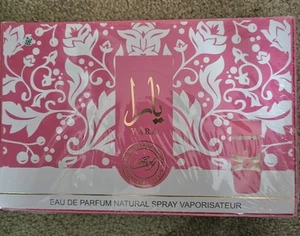 يارا
YARA
EAU DE PARFUM NATURAL SPRAY VAPORISATEUR